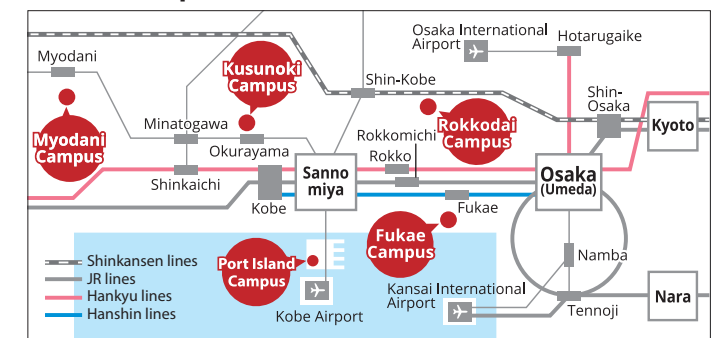 Myodani
Kusunoki
Campus
Osaka International
Airport
Hotarugaike
Shin-Kobe
Shin-
Osaka
Kyoto
Myodani
Campus
Minatogawa
Okurayama
Rokkomichi
Rokkodai
Campus
Shinkaichi
Kobe
Sanno
miya
Rokko
Osaka
(Umeda)
Fukae
Fukae
Campus
Port Island
Campus
Shinkansen lines
JR lines
Hankyu lines
Hanshin lines
Kobe Airport
Kansai International
Airport
Namba
Tennoji
Nara